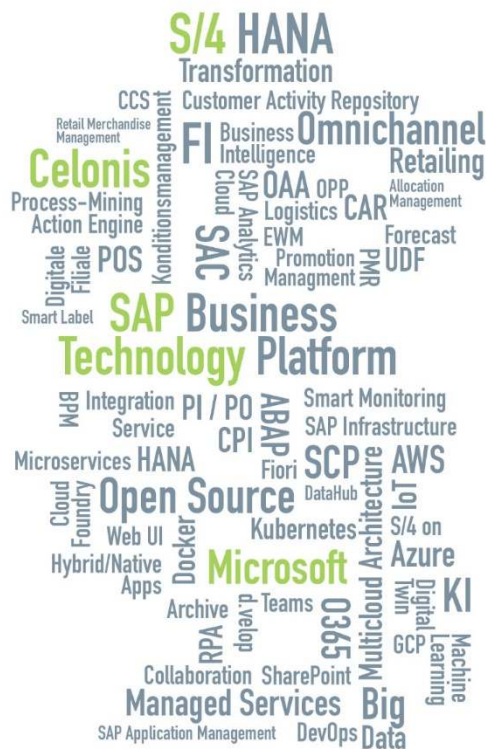 S/4 HANA
Transformation
CCS
Customer Activity Repository
Retail Merchandise
Management
Konditionsmanagement
FI
Business
Intelligence
Omnichannel
Retailing
Celonis
Process-Mining
Action Engine
SAP Analytics
Cloud
OAA
OPP
Allocation
Management
Logistics
CAR
SAC
EWM
Forecast
Digitale
Filiale
POS
Promotion
Managment
PMR
UDF
Smart Label
SAP Business
Technology Platform
BPM
Integration
Service
PI / PO
CPI
ABAP
Smart Monitoring
SAP Infrastructure
Microservices
HANA
Fiori
SCP
AWS
Cloud
Foundry
Open Source
DataHub
IoT
Web UI
Docker
Kubernetes
Multicloud Architecture
S/4 on
Azure
Hybrid/Native
Apps
Microsoft
Digital
Twin
KI
Archive
d.velop
Teams
O365
RPA
GCP
Machine
Learning
Collaboration
SharePoint
Managed Services
Big
Data
SAP Application Management
DevOps